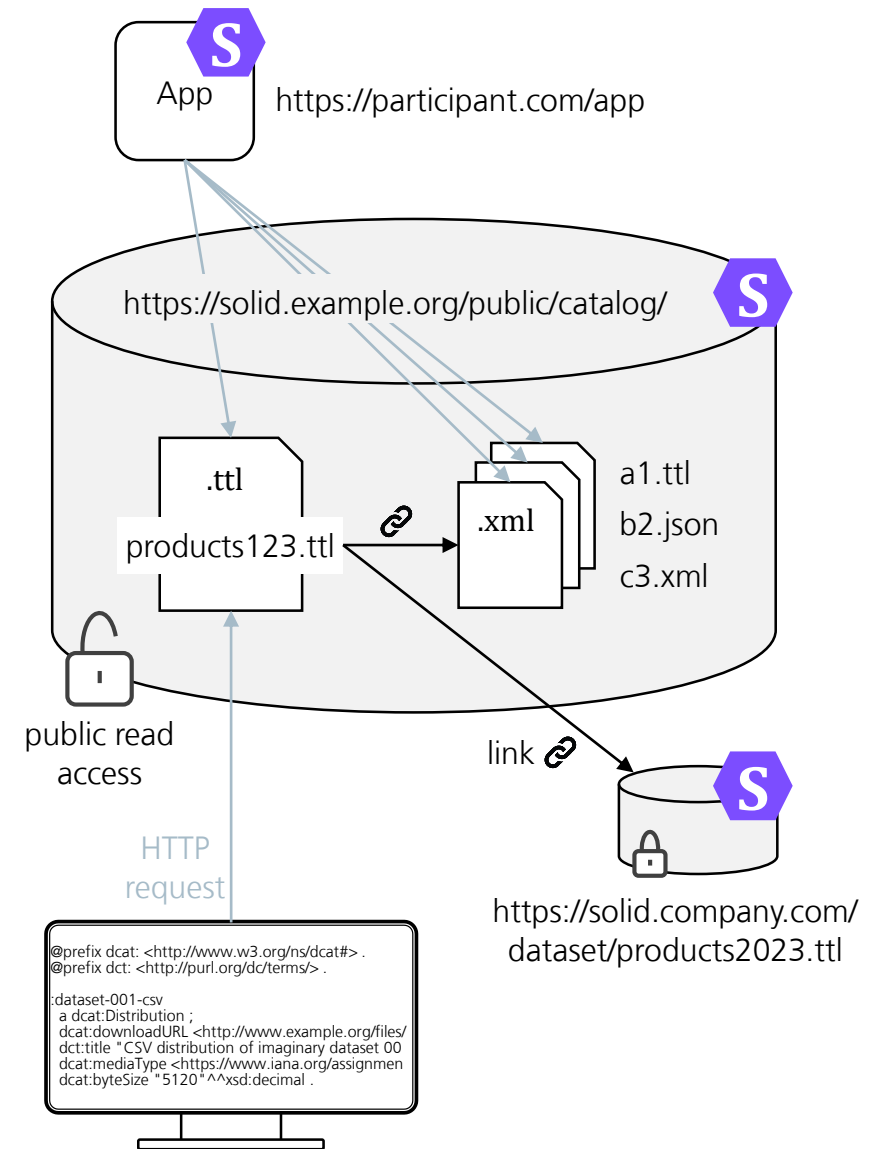 S
App
https://participant.com/app
https://solid.example.org/public/catalog/
S
.ttl
products123.ttl
.xml
a1.ttl
b2.json
c3.xml
public read
access
link
S
HTTP
request
https://solid.company.com/
dataset/products2023.ttl
@prefix dcat: <http://www.w3.org/ns/dcat#> .
@prefix dct: <http://purl.org/dc/terms/> .
:dataset-001-csv
a dcat:Distribution ;
dcat:downloadURL <http://www.example.org/files/
dct:title "CSV distribution of imaginary dataset 00
dcat:mediaType <https://www.iana.org/assignmen
dcat:byteSize "5120"^^xsd:decimal .